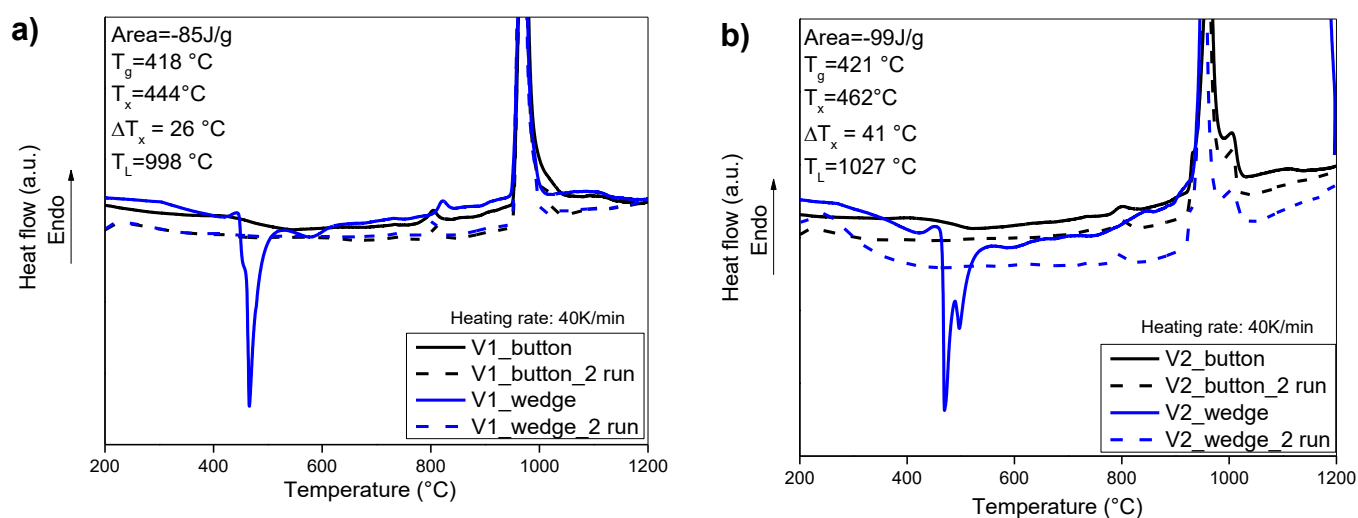 a)
Area=-85J/g
Tg=418 °C
Tx=444°C
ΔTx = 26 °C
TL=998 °C
Heat flow (a.u.)
Endo
Heating rate: 40K/min
V1_button
V1_button_2 run
V1_wedge
V1_wedge_2 run
200 400 600 800 1000 1200
Temperature (°C)
b)
Area=-99J/g
Tg=421 °C
Tx=462°C
ΔTx = 41 °C
TL=1027 °C
Heat flow (a.u.)
Endo
Heating rate: 40K/min
V2_button
V2_button_2 run
V2_wedge
V2_wedge_2 run
200 400 600 800 1000 1200
Temperature (°C)